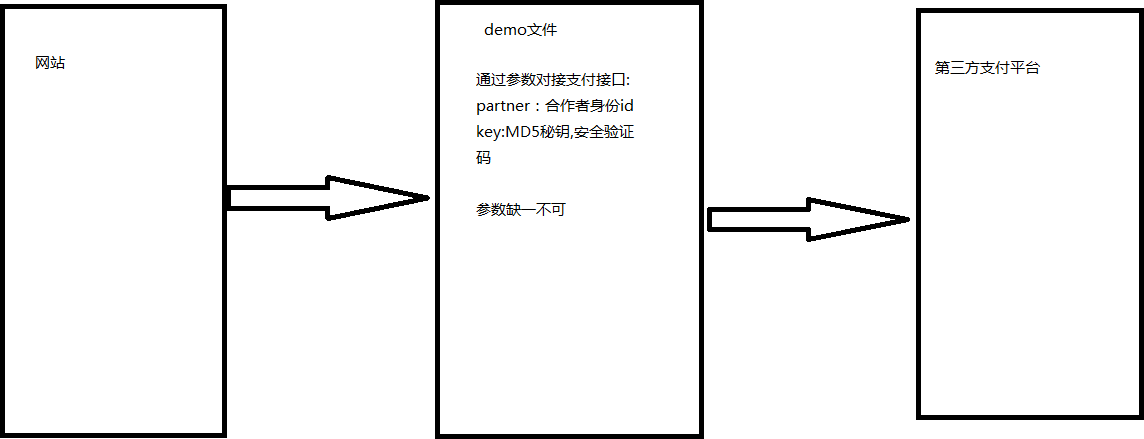 网站
demo文件
通过参数对接支付接口:
partner：合作者身份id
key:MD5秘钥,安全验证
码
参数缺一不可
第三方支付平台